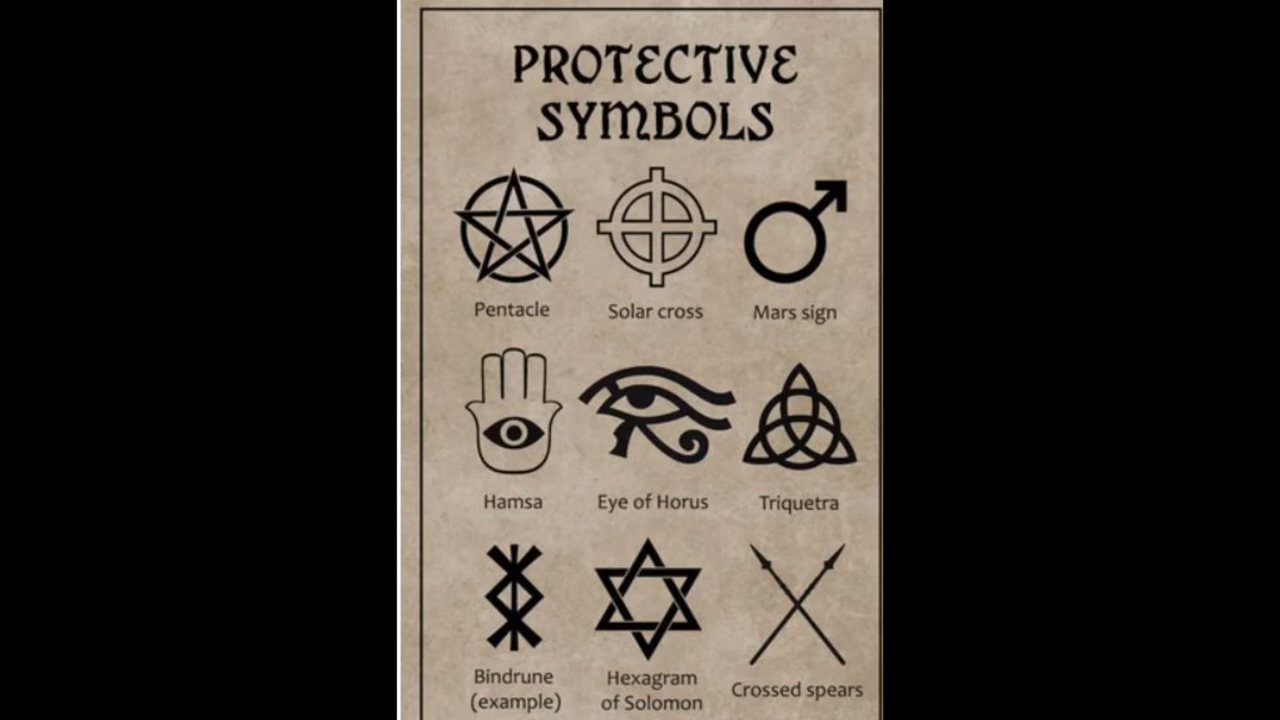 PROTECTIVE
SYMBOLS
Pentacle
Solar cross
Mars sign
Hamsa
Eye of Horus
Triquetra
Bindrune
(example)
Hexagram
of Solomon
Crossed spears